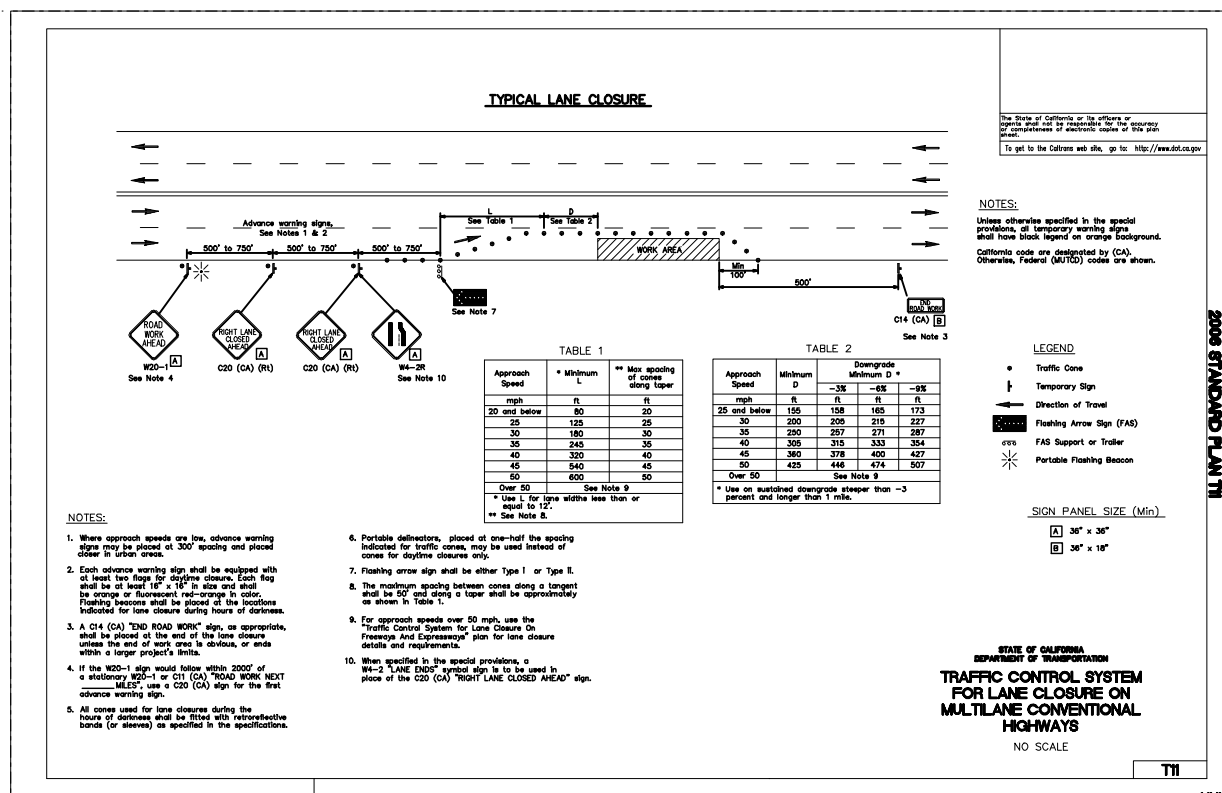 TYPICAL LANE CLOSURE
The State of California or its officers or
agents shall not be responsible for the accuracy
or completeness of electronic copies of this plan
sheet.
To get to the Caltrans web site, go to: http://www.dot.ca.gov
L
See Table 1
D
See Table 2
Advance warning signs,
See Notes 1 & 2
500' to 750'
500' to 750'
500' to 750'
WORK AREA
Min
100'
500'
ROAD
WORK
AHEAD
W20-1
A
See Note 4
RIGHT LANE
CLOSED
AHEAD
A
C20 (CA) (Rt)
RIGHT LANE
CLOSED
AHEAD
A
C20 (CA) (Rt)
A
W4-2R
See Note 10
See Note 7
END
ROAD WORK
C14 (CA) B
See Note 3
NOTES:
Unless otherwise specified in the special
provisions, all temporary warning signs
shall have black legend on orange background.
California code are designated by (CA).
Otherwise, Federal (MUTCD) codes are shown.
TABLE 1
Approach Speed * Minimum L ** Max spacing of cones along taper
mph ft ft
20 and below 80 20
25 125 25
30 180 30
35 245 35
40 320 40
45 540 45
50 600 50
Over 50 See Note 9
* Use L for lane widths less than or
equal to 12'.
** See Note 8.
TABLE 2
Approach Speed Minimum D Downgrade Minimum D *
-3% -6% -9%
mph ft ft ft ft
25 and below 155 158 165 173
30 200 205 215 227
35 250 257 271 287
40 305 315 333 354
45 360 378 400 427
50 425 446 474 507
Over 50 See Note 9
* Use on sustained downgrade steeper than -3
percent and longer than 1 mile.
LEGEND
Traffic Cone
Temporary Sign
Direction of Travel
Flashing Arrow Sign (FAS)
FAS Support or Trailer
Portable Flashing Beacon
SIGN PANEL SIZE (Min)
A 36" x 36"
B 36" x 18"
NOTES:
1. Where approach speeds are low, advance warning
signs may be placed at 300' spacing and placed
closer in urban areas.
2. Each advance warning sign shall be equipped with
at least two flags for daytime closure. Each flag
shall be at least 16" x 16" in size and shall
be orange or fluorescent red-orange in color.
Flashing beacons shall be placed at the locations
indicated for lane closure during hours of darkness.
3. A C14 (CA) "END ROAD WORK" sign, as appropriate,
shall be placed at the end of the lane closure
unless the end of work area is obvious, or ends
within a larger project's limits.
4. If the W20-1 sign would follow within 2000' of
a stationary W20-1 or C11 (CA) "ROAD WORK NEXT
_____MILES", use a C20 (CA) sign for the first
advance warning sign.
5. All cones used for lane closures during the
hours of darkness shall be fitted with retroreflective
bands (or sleeves) as specified in the specifications.
6. Portable delineators, placed at one-half the spacing
indicated for traffic cones, may be used instead of
cones for daytime closures only.
7. Flashing arrow sign shall be either Type I or Type II.
8. The maximum spacing between cones along a tangent
shall be 50' and along a taper shall be approximately
as shown in Table 1.
9. For approach speeds over 50 mph, use the
"Traffic Control System for Lane Closure On
Freeways And Expressways" plan for lane closure
details and requirements.
10. When specified in the special provisions, a
W4-2 "LANE ENDS" symbol sign is to be used in
place of the C20 (CA) "RIGHT LANE CLOSED AHEAD" sign.
STATE OF CALIFORNIA
DEPARTMENT OF TRANSPORTATION
TRAFFIC CONTROL SYSTEM
FOR LANE CLOSURE ON
MULTILANE CONVENTIONAL
HIGHWAYS
NO SCALE
T11
2006 STANDARD PLAN T11